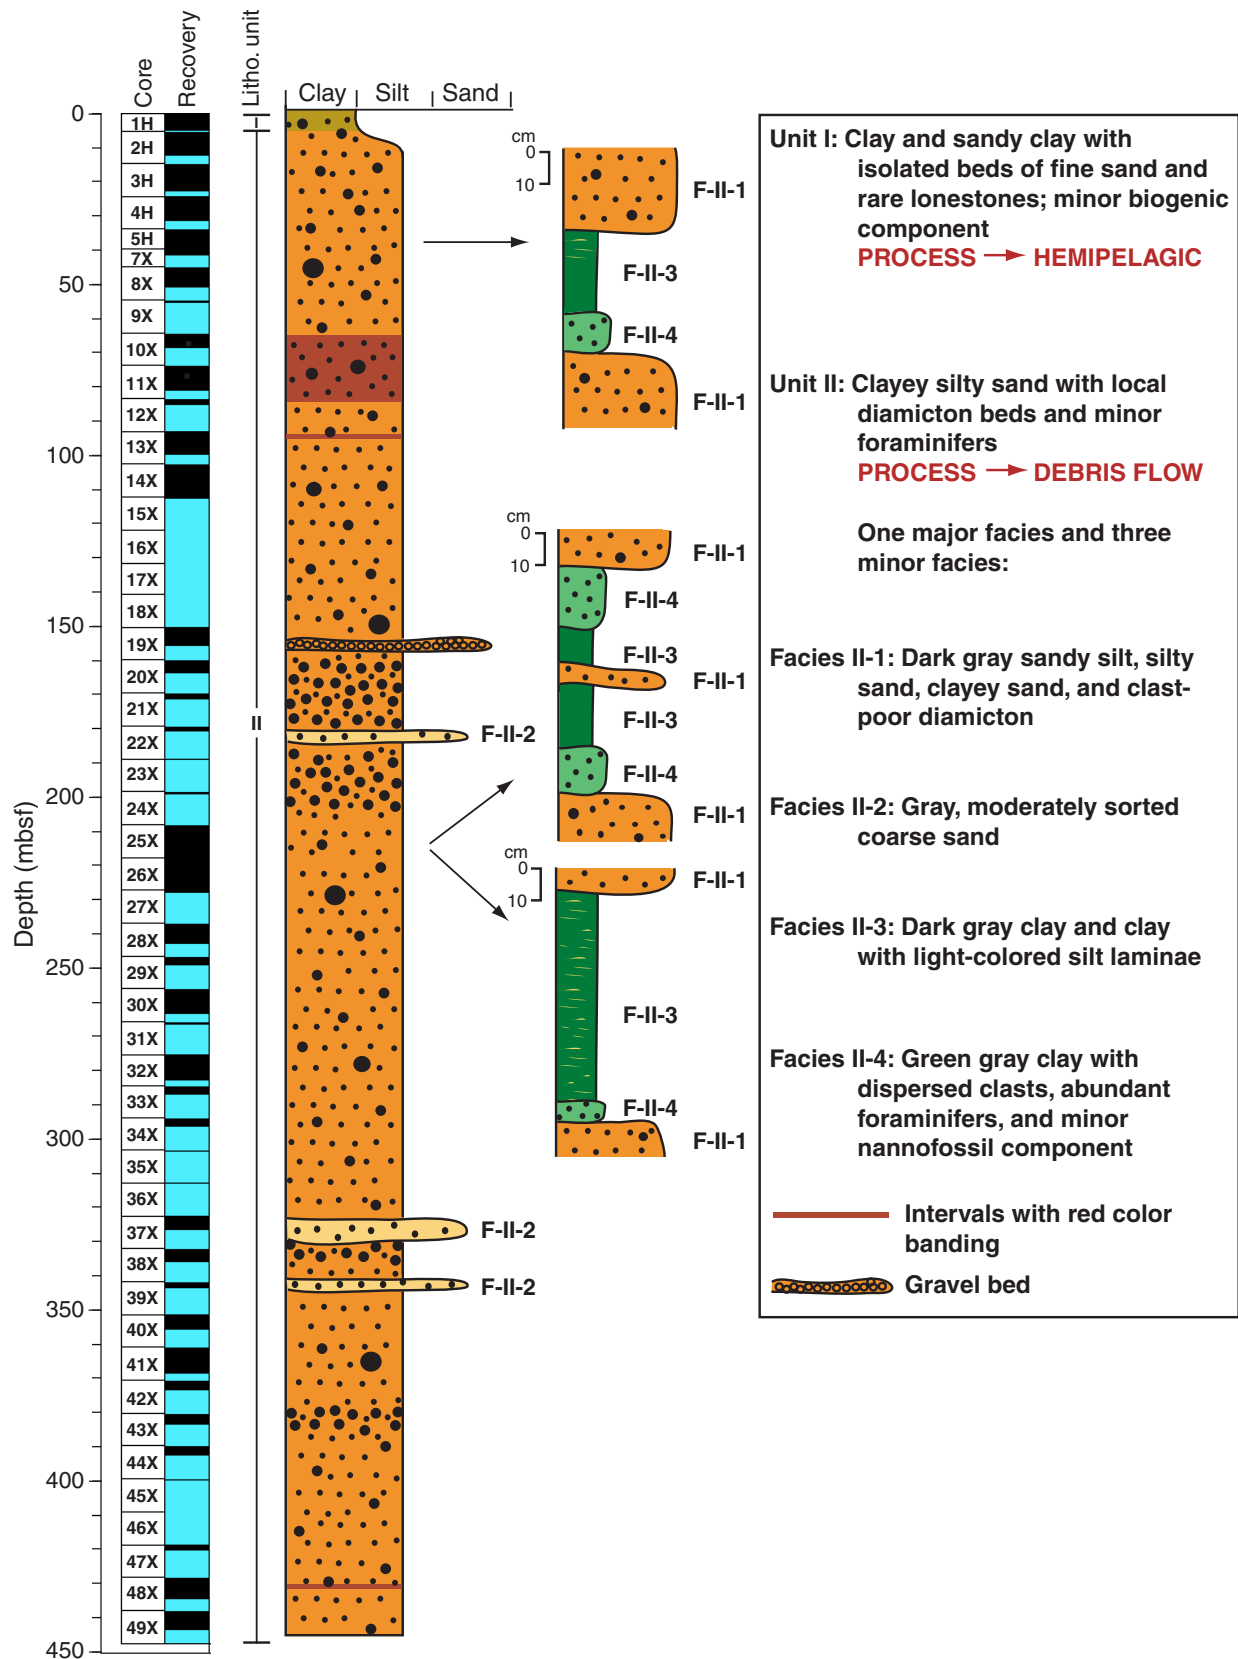 Core
Recovery
Litho. unit
Clay
Silt
Sand
Depth (mbsf)
0
50
100
150
200
250
300
350
400
450
1H
2H
3H
4H
5H
7X
8X
9X
10X
11X
12X
13X
14X
15X
16X
17X
18X
19X
20X
21X
22X
23X
24X
25X
26X
27X
28X
29X
30X
31X
32X
33X
34X
35X
36X
37X
38X
39X
40X
41X
42X
43X
44X
45X
46X
47X
48X
49X
I
II
F-II-2
F-II-2
F-II-2
cm
0
10
F-II-1
F-II-3
F-II-4
F-II-1
cm
0
10
F-II-1
F-II-4
F-II-3
F-II-1
F-II-3
F-II-4
F-II-1
cm
0
10
F-II-1
F-II-3
F-II-4
F-II-1
Unit I: Clay and sandy clay with
isolated beds of fine sand and
rare lonestones; minor biogenic
component
PROCESS → HEMIPELAGIC
Unit II: Clayey silty sand with local
diamicton beds and minor
foraminifers
PROCESS → DEBRIS FLOW
One major facies and three
minor facies:
Facies II-1: Dark gray sandy silt, silty
sand, clayey sand, and clast-
poor diamicton
Facies II-2: Gray, moderately sorted
coarse sand
Facies II-3: Dark gray clay and clay
with light-colored silt laminae
Facies II-4: Green gray clay with
dispersed clasts, abundant
foraminifers, and minor
nannofossil component
Intervals with red color
banding
Gravel bed